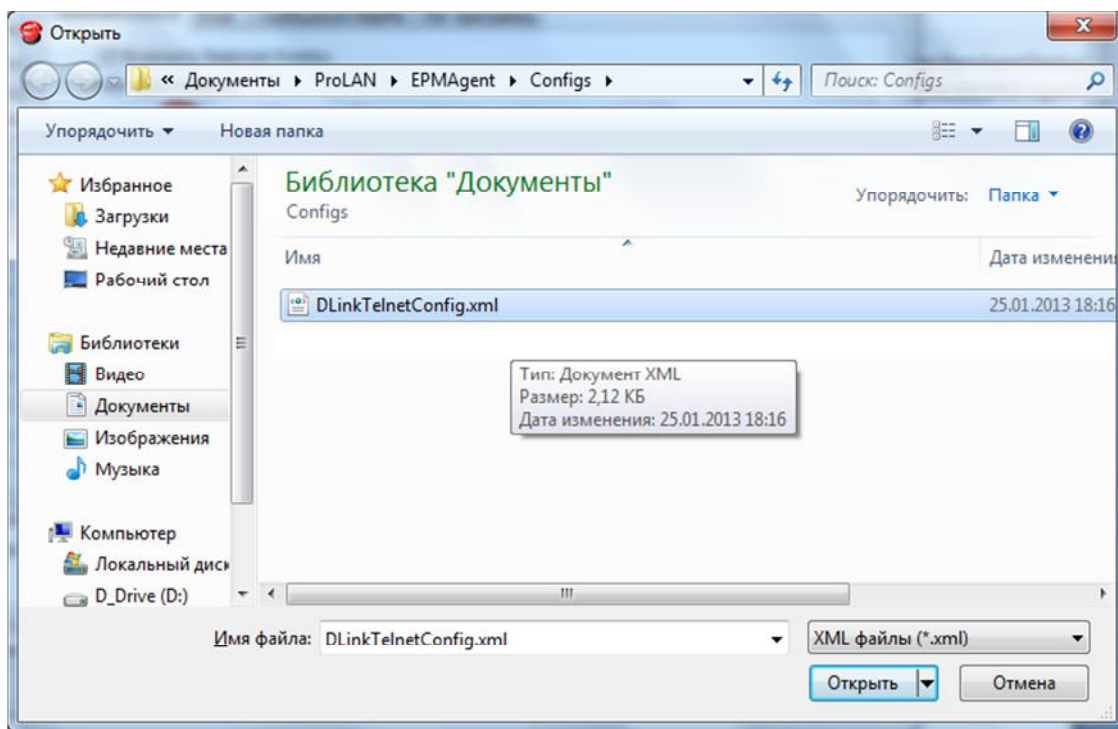 Открыть
« Документы ▸ ProLAN ▸ EPMAgent ▸ Configs ▸
Поиск: Configs
Упорядочить ▾ Новая папка
Избранное
Загрузки
Недавние места
Рабочий стол
Библиотеки
Видео
Документы
Изображения
Музыка
Компьютер
Локальный диск
D_Drive (D:)
Библиотека "Документы"
Configs
Упорядочить: Папка ▾
Имя
Дата изменени
DLinkTelnetConfig.xml
25.01.2013 18:16
Тип: Документ XML
Размер: 2,12 КБ
Дата изменения: 25.01.2013 18:16
Имя файла: DLinkTelnetConfig.xml
XML файлы (*.xml)
Открыть
Отмена